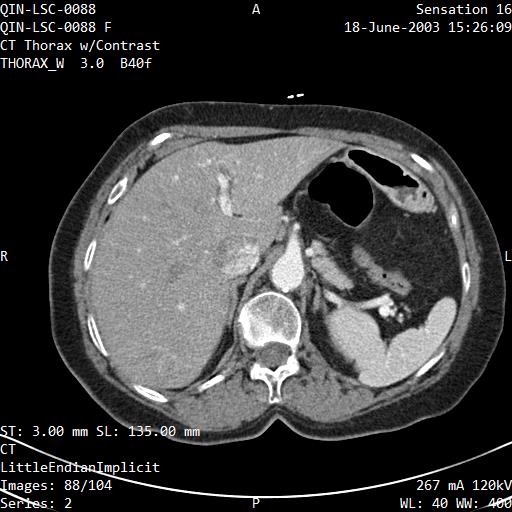 QIN-LSC-0088
A
Sensation 16
QIN-LSC-0088 F
18-June-2003 15:26:09
CT Thorax w/Contrast
THORAX_W  3.0  B40f
R
L
ST: 3.00 mm SL: 135.00 mm
CT
LittleEndianImplicit
Images: 88/104
267 mA 120kV
Series: 2
P
WL: 40 WW: 400